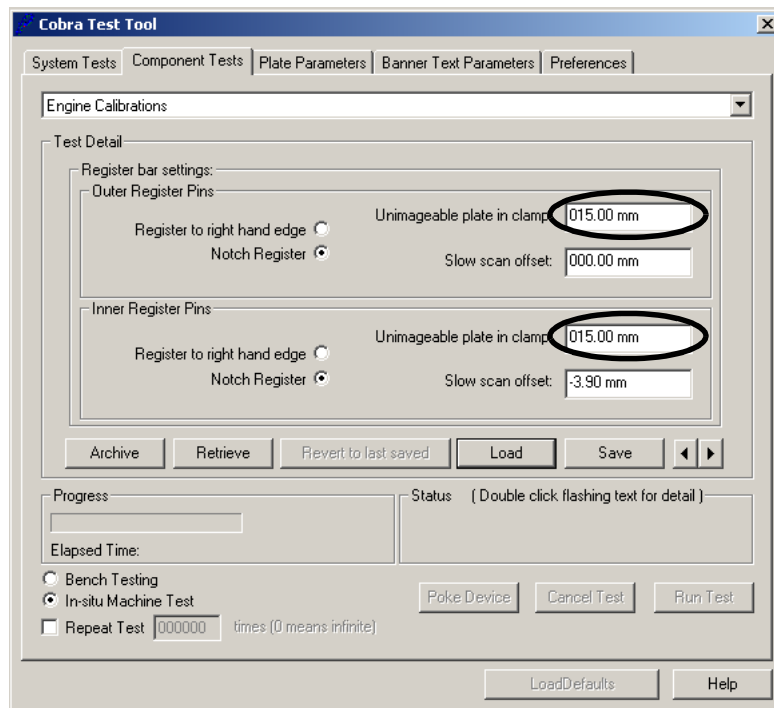 Cobra Test Tool
System Tests Component Tests Plate Parameters Banner Text Parameters Preferences
Engine Calibrations
Test Detail
Register bar settings:
Outer Register Pins
Unimageable plate in clamp 015.00 mm
Register to right hand edge
Notch Register
Slow scan offset: 000.00 mm
Inner Register Pins
Unimageable plate in clamp 015.00 mm
Register to right hand edge
Notch Register
Slow scan offset: -3.90 mm
Archive Retrieve Revert to last saved Load Save
Progress
Status ( Double click flashing text for detail )
Elapsed Time:
Bench Testing
In-situ Machine Test
Poke Device Cancel Test Run Test
Repeat Test 000000 times (0 means infinite)
LoadDefaults Help